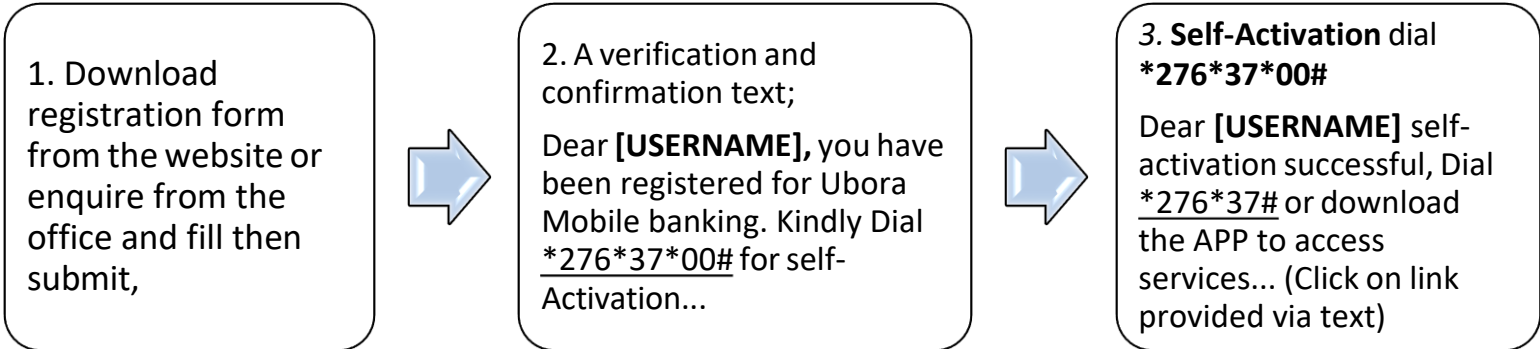 1. Download
registration form
from the website or
enquire from the
office and fill then
submit,
2. A verification and
confirmation text;
Dear [USERNAME], you have
been registered for Ubora
Mobile banking. Kindly Dial
*276*37*00# for self-
Activation...
3. Self-Activation dial
*276*37*00#
Dear [USERNAME] self-
activation successful, Dial
*276*37# or download
the APP to access
services... (Click on link
provided via text)